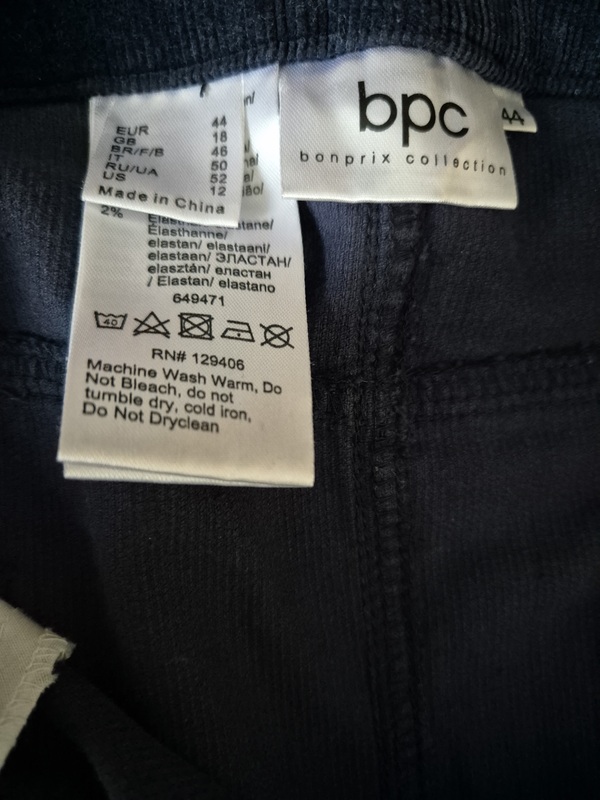 bpc
bonprix collection
44
EUR 44
GB 18
BR/F/B 46
IT 50
RU/UA 52
US 12
Made in China
2%
Élasthanne/
elastan/ elastaani/
elastaan/ ЭЛАСТАН/
elasztán/ еластан
/ Elastan/ elastano
649471
40
RN# 129406
Machine Wash Warm, Do
Not Bleach, do not
tumble dry, cold iron,
Do Not Dryclean